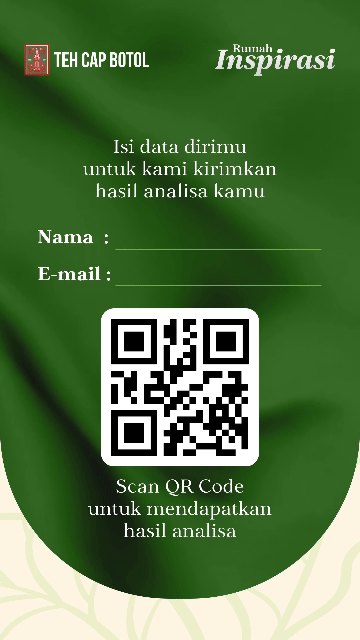 TEH CAP BOTOL
Rumah
Inspirasi
Isi data dirimu
untuk kami kirimkan
hasil analisa kamu
Nama :
E-mail :
Scan QR Code
untuk mendapatkan
hasil analisa